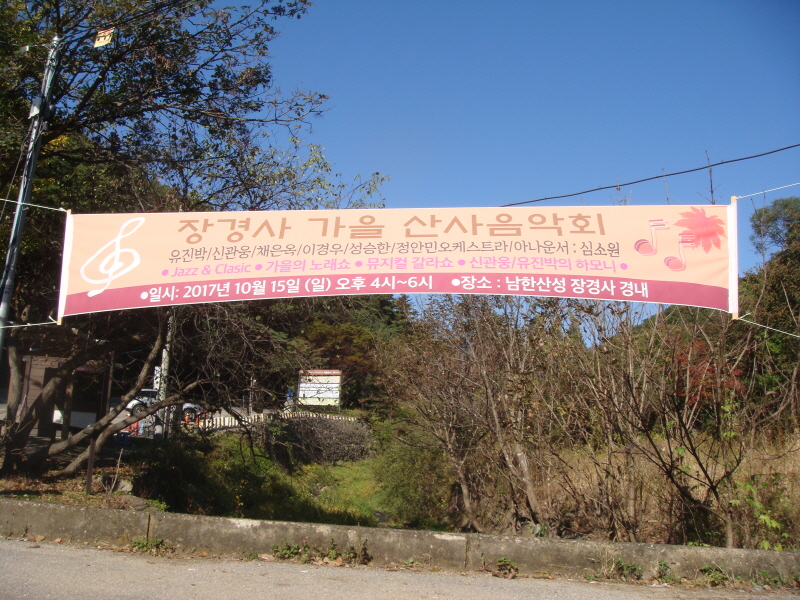 장경사 가을 산사음악회
유진박/신관웅/채은옥/이경우/성승한/정안민오케스트라/아나운서 : 심소원
• Jazz & Clasic • 가을의 노래쇼 • 뮤지컬 갈라쇼 • 신관웅/유진박의 하모니 •
●일시: 2017년 10월 15일 (일) 오후 4시~6시 ●장소 : 남한산성 장경사 경내